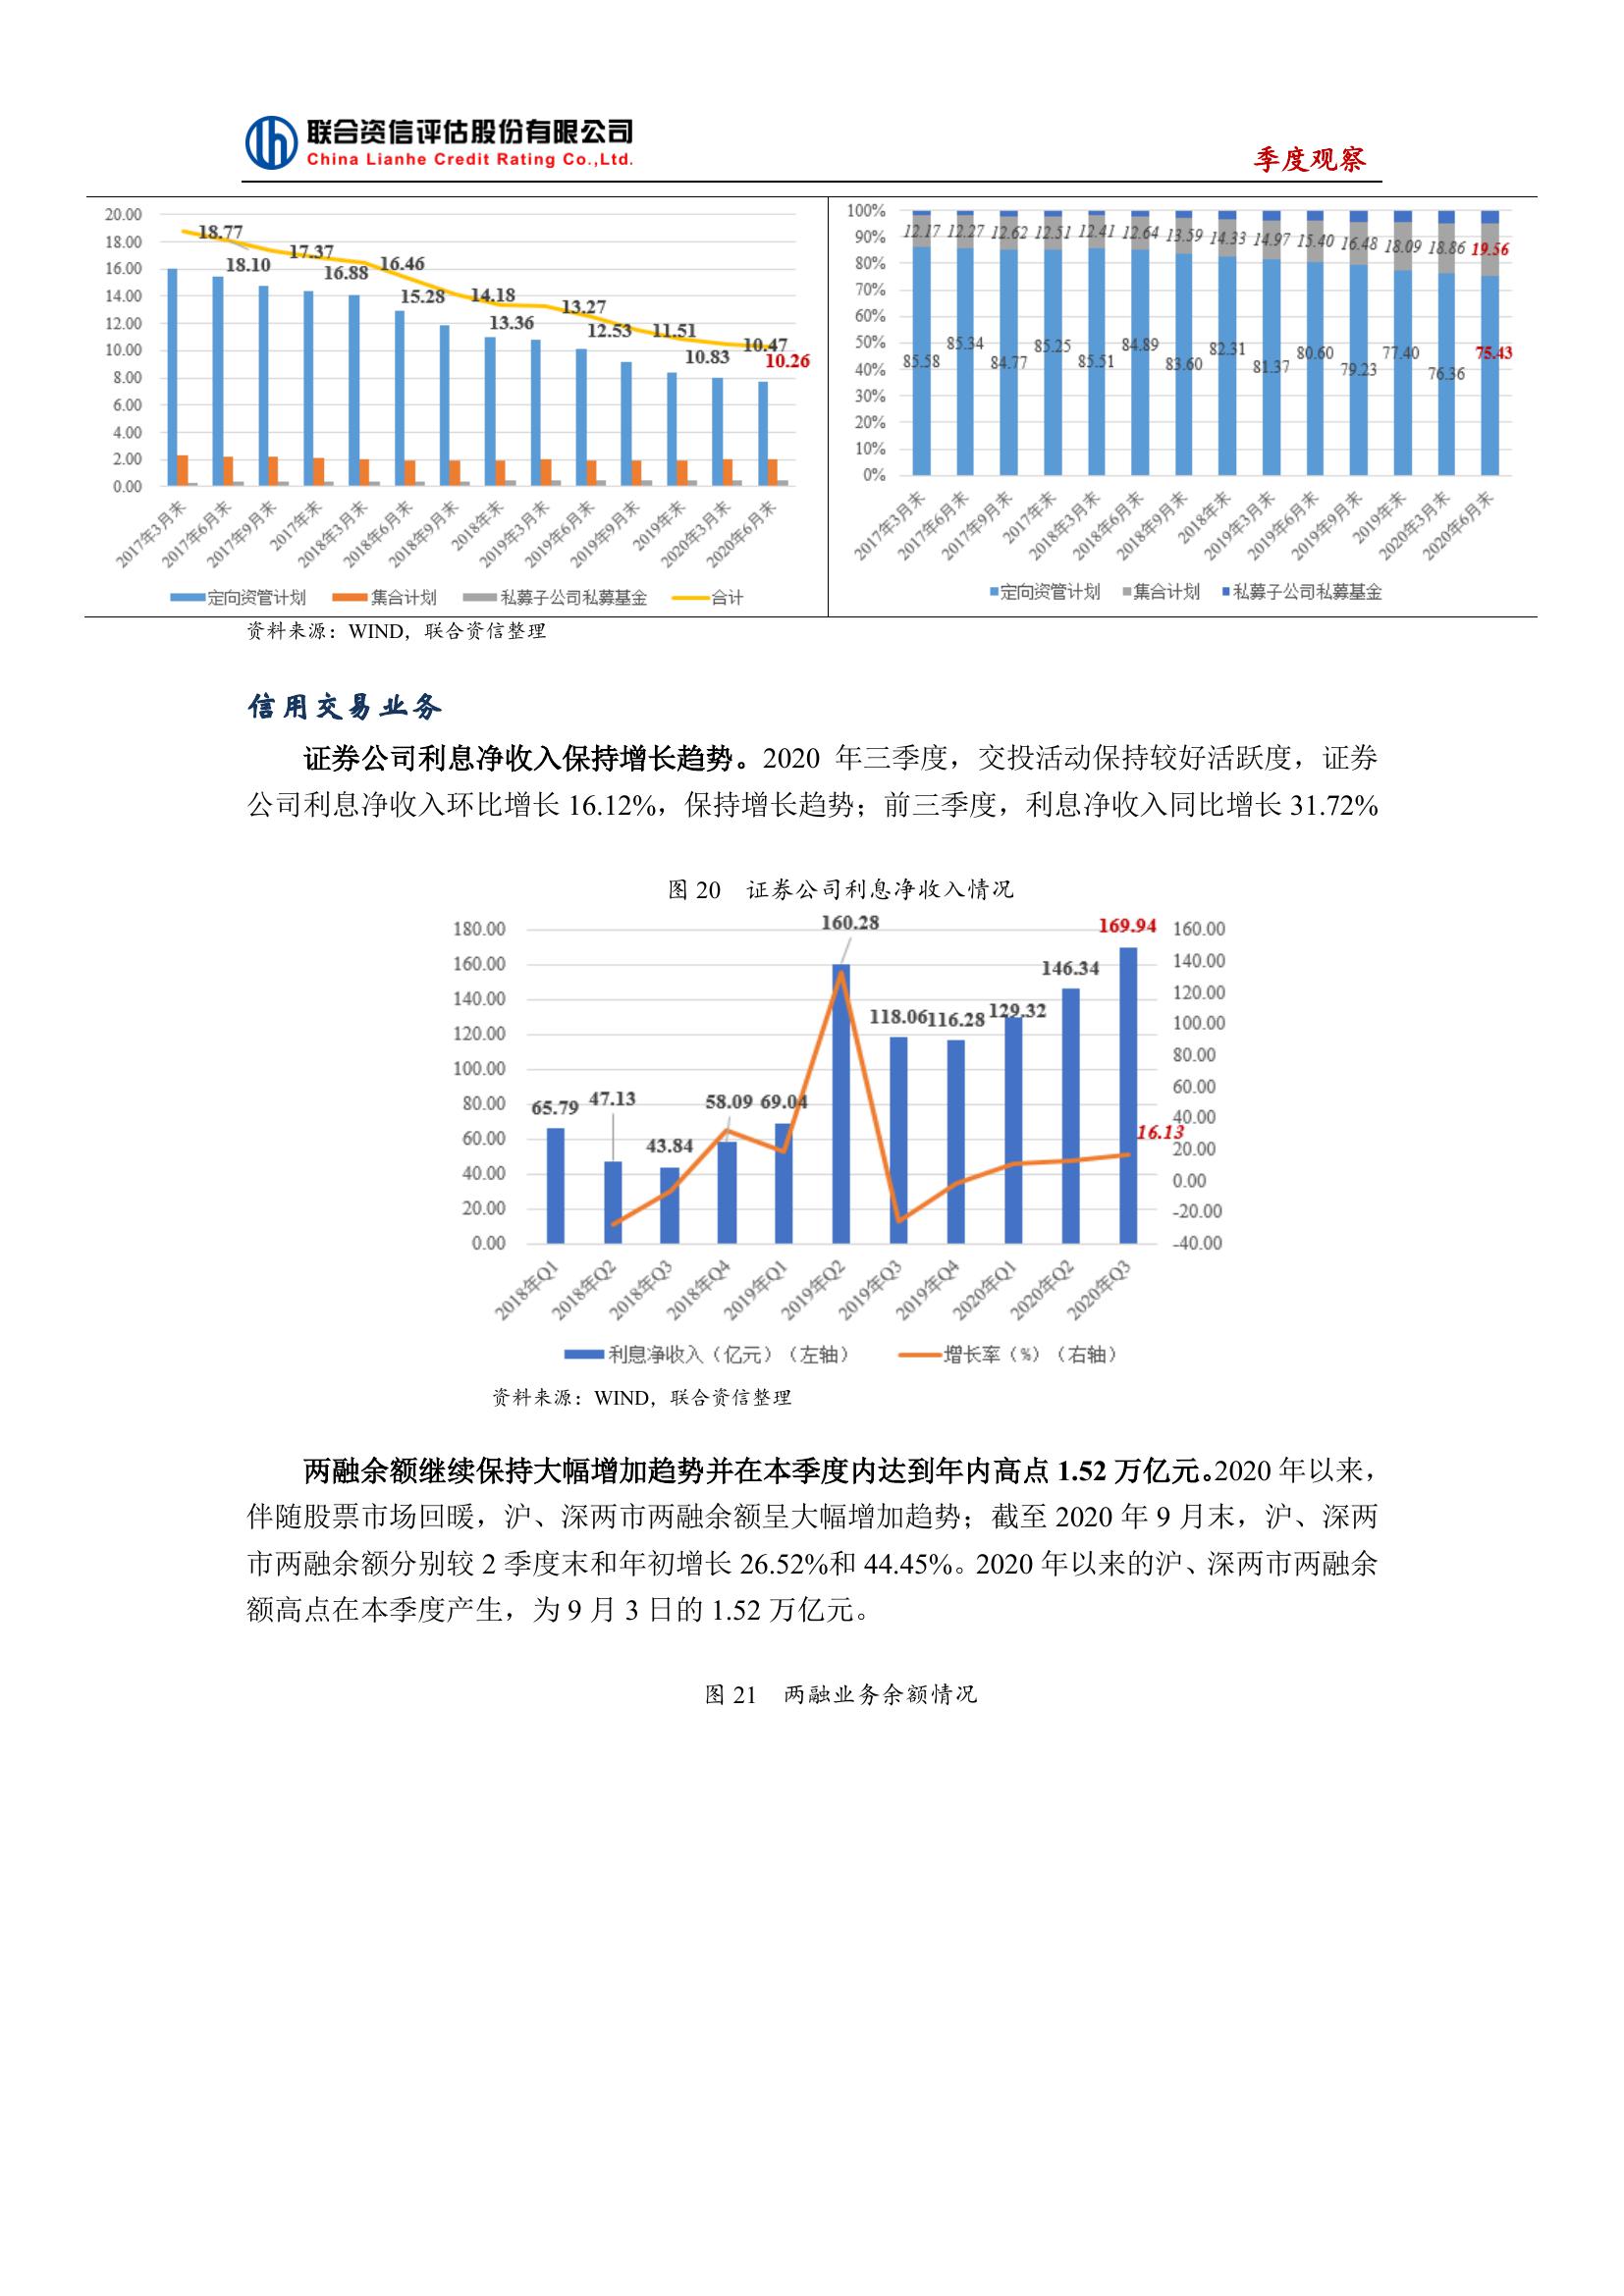 联合资信评估股份有限公司
China Lianhe Credit Rating Co.,Ltd.
季度观察
20.00
18.00
16.00
14.00
12.00
10.00
8.00
6.00
4.00
2.00
0.00
18.77
18.10
17.37
16.88
16.46
15.28
14.18
13.36
13.27
12.53
11.51
10.83
10.47
10.26
2017年3月末
2017年6月末
2017年9月末
2017年末
2018年3月末
2018年6月末
2018年9月末
2018年末
2019年3月末
2019年6月末
2019年9月末
2019年末
2020年3月末
2020年6月末
定向资管计划 集合计划 私募子公司私募基金 合计
100%
90%
80%
70%
60%
50%
40%
30%
20%
10%
0%
12.17 12.27 12.62 12.51 12.41 12.64 13.59 14.33 14.97 15.40 16.48 18.09 18.86 19.56
85.58 85.34 84.77 85.25 85.51 84.89 83.60 82.31 81.37 80.60 79.23 77.40 76.36 75.43
2017年3月末
2017年6月末
2017年9月末
2017年末
2018年3月末
2018年6月末
2018年9月末
2018年末
2019年3月末
2019年6月末
2019年9月末
2019年末
2020年3月末
2020年6月末
定向资管计划 集合计划 私募子公司私募基金
资料来源：WIND，联合资信整理
信用交易业务
证券公司利息净收入保持增长趋势。2020 年三季度，交投活动保持较好活跃度，证券
公司利息净收入环比增长 16.12%，保持增长趋势；前三季度，利息净收入同比增长 31.72%
图 20 证券公司利息净收入情况
180.00
160.00
140.00
120.00
100.00
80.00
60.00
40.00
20.00
0.00
65.79
47.13
43.84
58.09
69.04
160.28
118.06
116.28
129.32
146.34
169.94
16.13
160.00
140.00
120.00
100.00
80.00
60.00
40.00
20.00
0.00
-20.00
-40.00
2018年Q1
2018年Q2
2018年Q3
2018年Q4
2019年Q1
2019年Q2
2019年Q3
2019年Q4
2020年Q1
2020年Q2
2020年Q3
利息净收入（亿元）（左轴） 增长率（%）（右轴）
资料来源：WIND，联合资信整理
两融余额继续保持大幅增加趋势并在本季度内达到年内高点 1.52 万亿元。2020 年以来，
伴随股票市场回暖，沪、深两市两融余额呈大幅增加趋势；截至 2020 年 9 月末，沪、深两
市两融余额分别较 2 季度末和年初增长 26.52%和 44.45%。2020 年以来的沪、深两市两融余
额高点在本季度产生，为 9 月 3 日的 1.52 万亿元。
图 21 两融业务余额情况